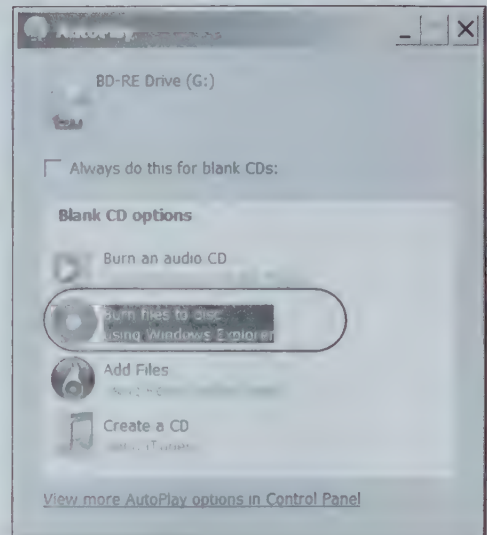 BD-RE Drive (G:)
Always do this for blank CDs:
Blank CD options
Burn an audio CD
Burn files to disc
using Windows Explorer
Add Files
Create a CD
View more AutoPlay options in Control Panel